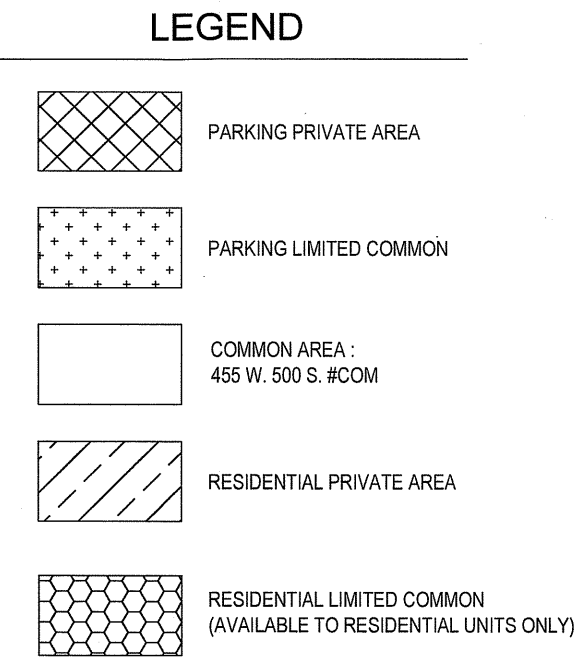 LEGEND
PARKING PRIVATE AREA
PARKING LIMITED COMMON
COMMON AREA :
455 W. 500 S. #COM
RESIDENTIAL PRIVATE AREA
RESIDENTIAL LIMITED COMMON
(AVAILABLE TO RESIDENTIAL UNITS ONLY)